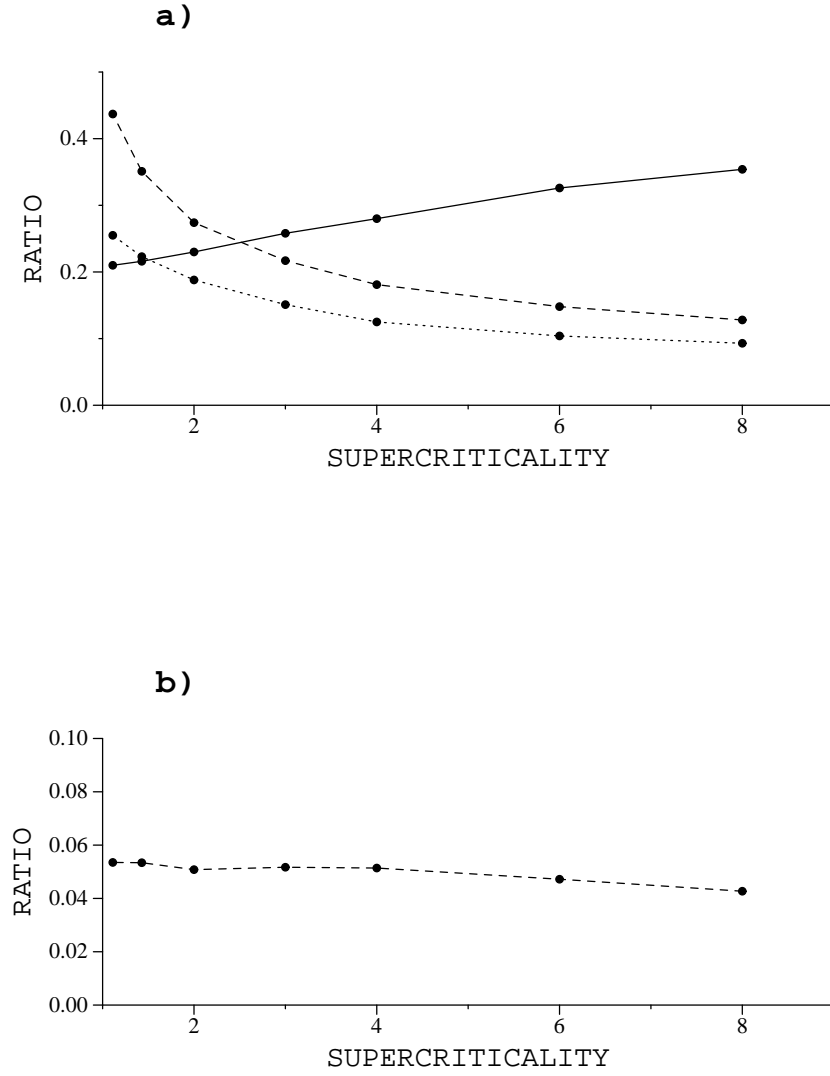 a)
0.4
0.2
0.0
RATIO
2 4 6 8
SUPERCRITICALITY
b)
0.10
0.08
0.06
0.04
0.02
0.00
RATIO
2 4 6 8
SUPERCRITICALITY